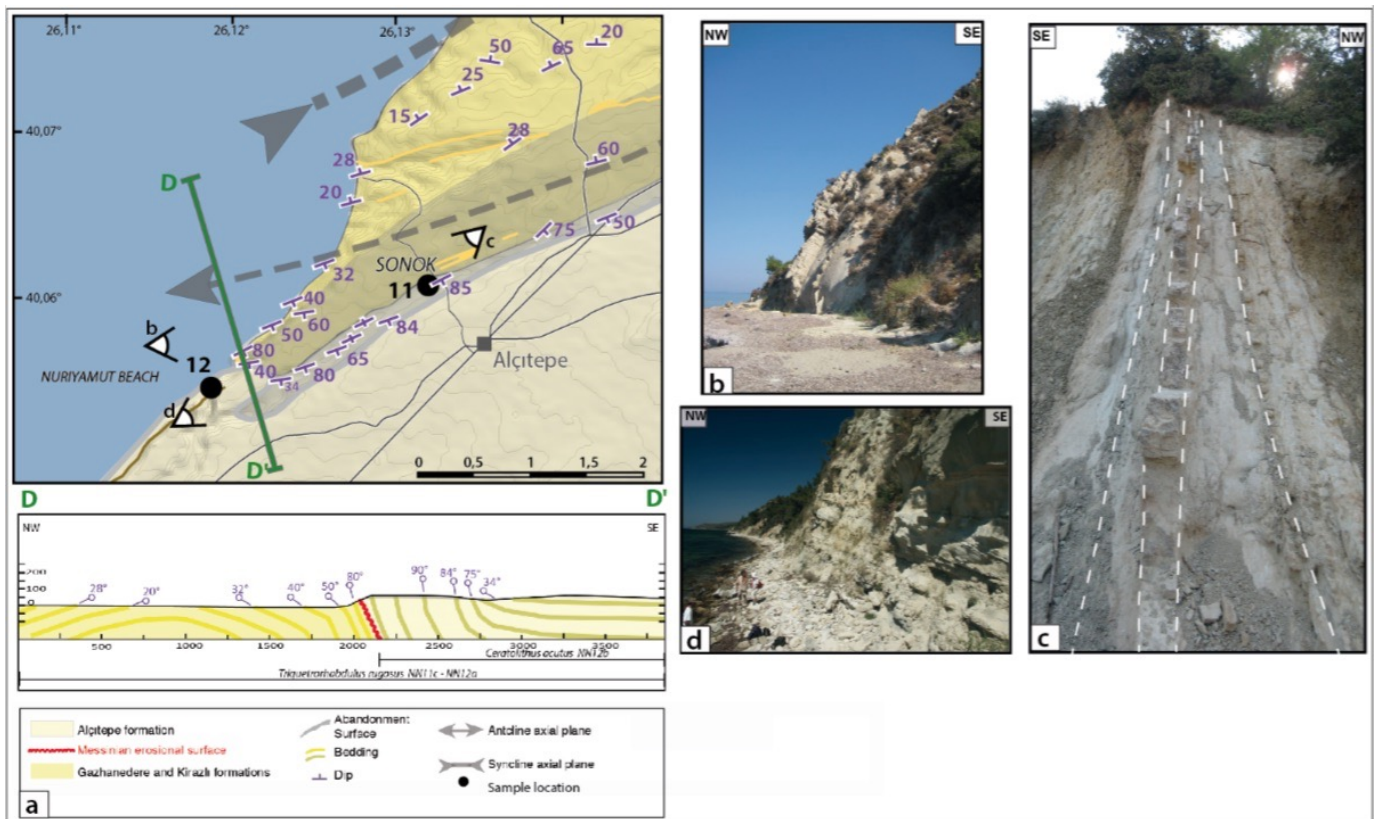 26,11°
26,12°
26,13°
20
50
65
25
15
40,07°
28
28
60
D
20
75
50
c
32
SONOK
11
85
40,06°
40
60
84
50
b
80
65
Alçıtepe
12
40
80
NURIYAMUT BEACH
34
d
D'
0 0,5 1 1,5 2
D D'
NW SE
200
100
0
28° 20° 32° 40° 50° 80° 90° 84° 75° 34°
500 1000 1500 2000 2500 3000 3500
Ceratolithus acutus NN12b
Triquetrorhabdulus rugosus NN11c - NN12a
Alçıtepe formation
Messinian erosional surface
Gazhanedere and Kirazlı formations
Abandonment
Surface
Bedding
Dip
Anticline axial plane
Syncline axial plane
Sample location
a
NW SE
b
NW SE
d
SE NW
c